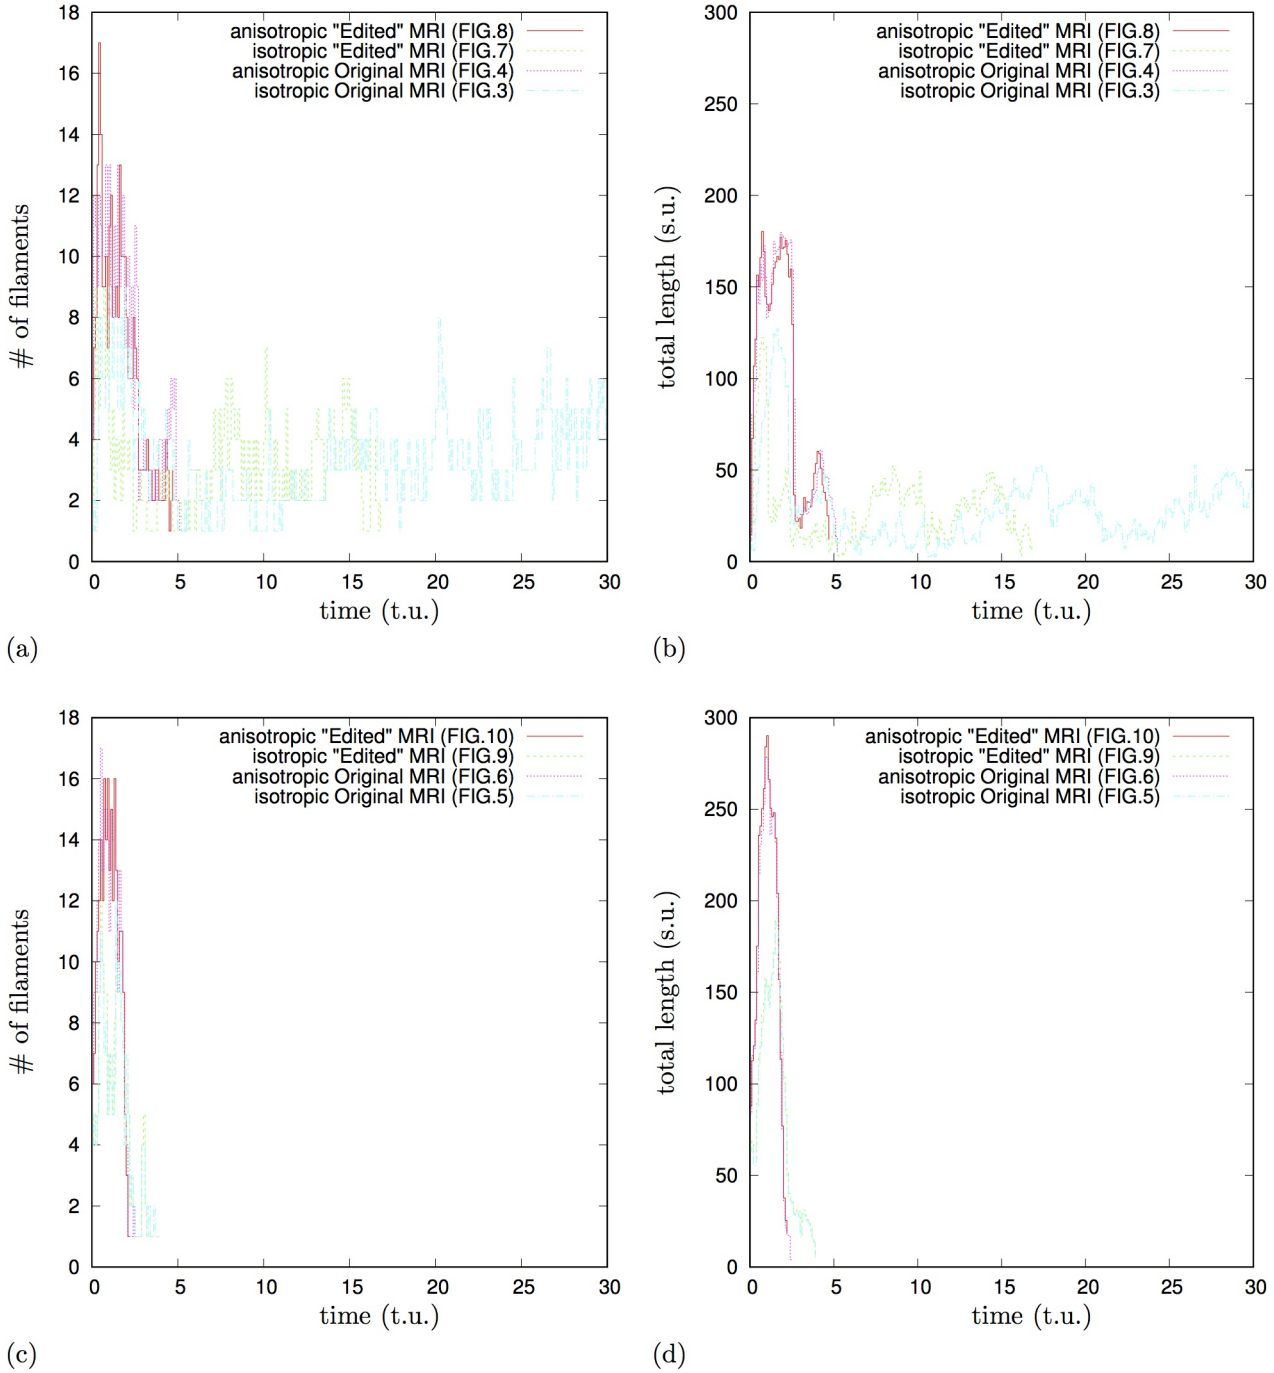 18
16
14
12
10
8
6
4
2
0
# of filaments
anisotropic "Edited" MRI (FIG.8)
isotropic "Edited" MRI (FIG.7)
anisotropic Original MRI (FIG.4)
isotropic Original MRI (FIG.3)
0 5 10 15 20 25 30
time (t.u.)
(a)
300
250
200
150
100
50
0
total length (s.u.)
anisotropic "Edited" MRI (FIG.8)
isotropic "Edited" MRI (FIG.7)
anisotropic Original MRI (FIG.4)
isotropic Original MRI (FIG.3)
0 5 10 15 20 25 30
time (t.u.)
(b)
18
16
14
12
10
8
6
4
2
0
# of filaments
anisotropic "Edited" MRI (FIG.10)
isotropic "Edited" MRI (FIG.9)
anisotropic Original MRI (FIG.6)
isotropic Original MRI (FIG.5)
0 5 10 15 20 25 30
time (t.u.)
(c)
300
250
200
150
100
50
0
total length (s.u.)
anisotropic "Edited" MRI (FIG.10)
isotropic "Edited" MRI (FIG.9)
anisotropic Original MRI (FIG.6)
isotropic Original MRI (FIG.5)
0 5 10 15 20 25 30
time (t.u.)
(d)